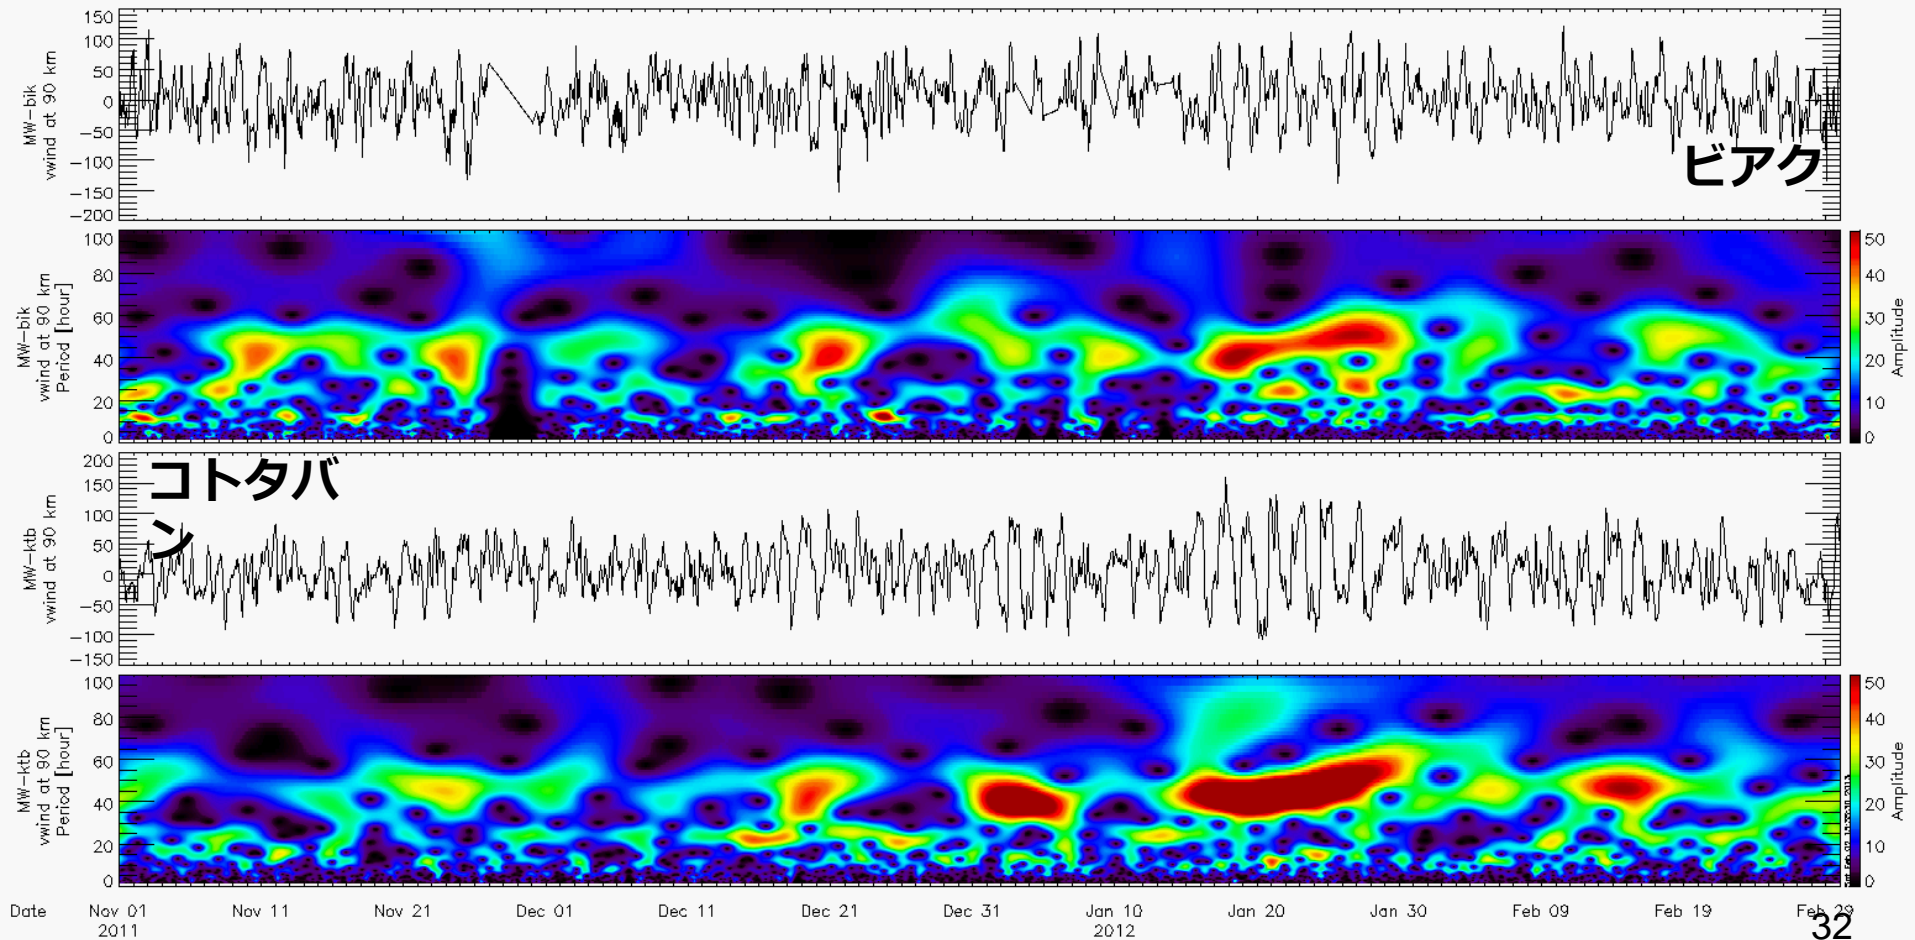 150
100
50
0
−50
−100
−150
−200
MW−bik
vwind at 90 km
ビアク
100
80
60
40
20
0
MW−bik
vwind at 90 km
Period [hour]
50
40
30
20
10
0
Amplitude
200
150
100
50
0
−50
−100
−150
MW−ktb
vwind at 90 km
コトタバ
ン
100
80
60
40
20
0
MW−ktb
vwind at 90 km
Period [hour]
50
40
30
20
10
0
Amplitude
Date Nov 01 Nov 11 Nov 21 Dec 01 Dec 11 Dec 21 Dec 31 Jan 10 Jan 20 Jan 30 Feb 09 Feb 19 Feb 29
2011 2012
32